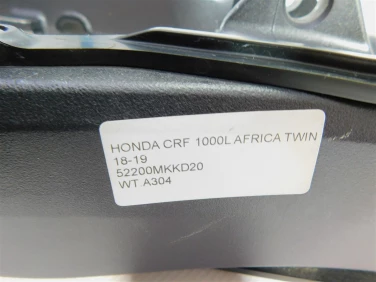 HONDA CRF 1000L AFRICA TWIN
18-19
52200MKKD20
WT A304